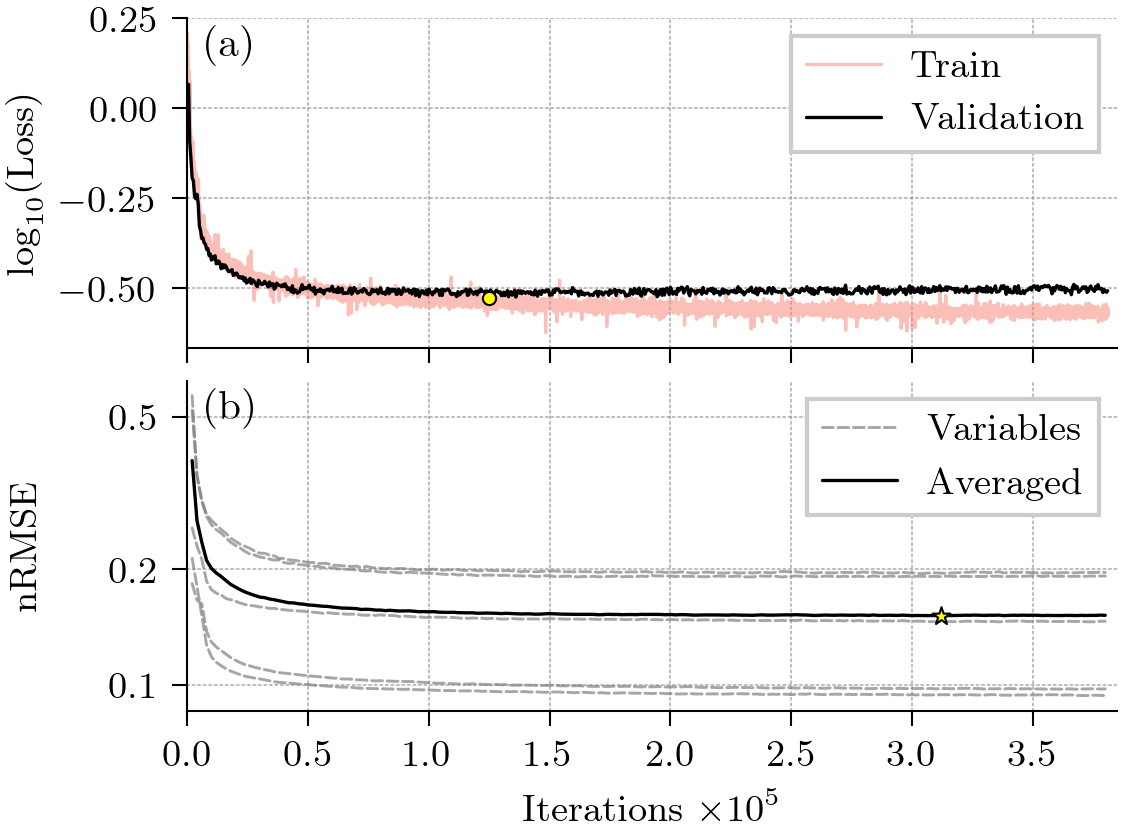 0.25
(a)
Train
0.00
Validation
−0.25
−0.50
log₁₀(Loss)
(b)
0.5
Variables
Averaged
0.2
0.1
nRMSE
0.0 0.5 1.0 1.5 2.0 2.5 3.0 3.5
Iterations ×10⁵